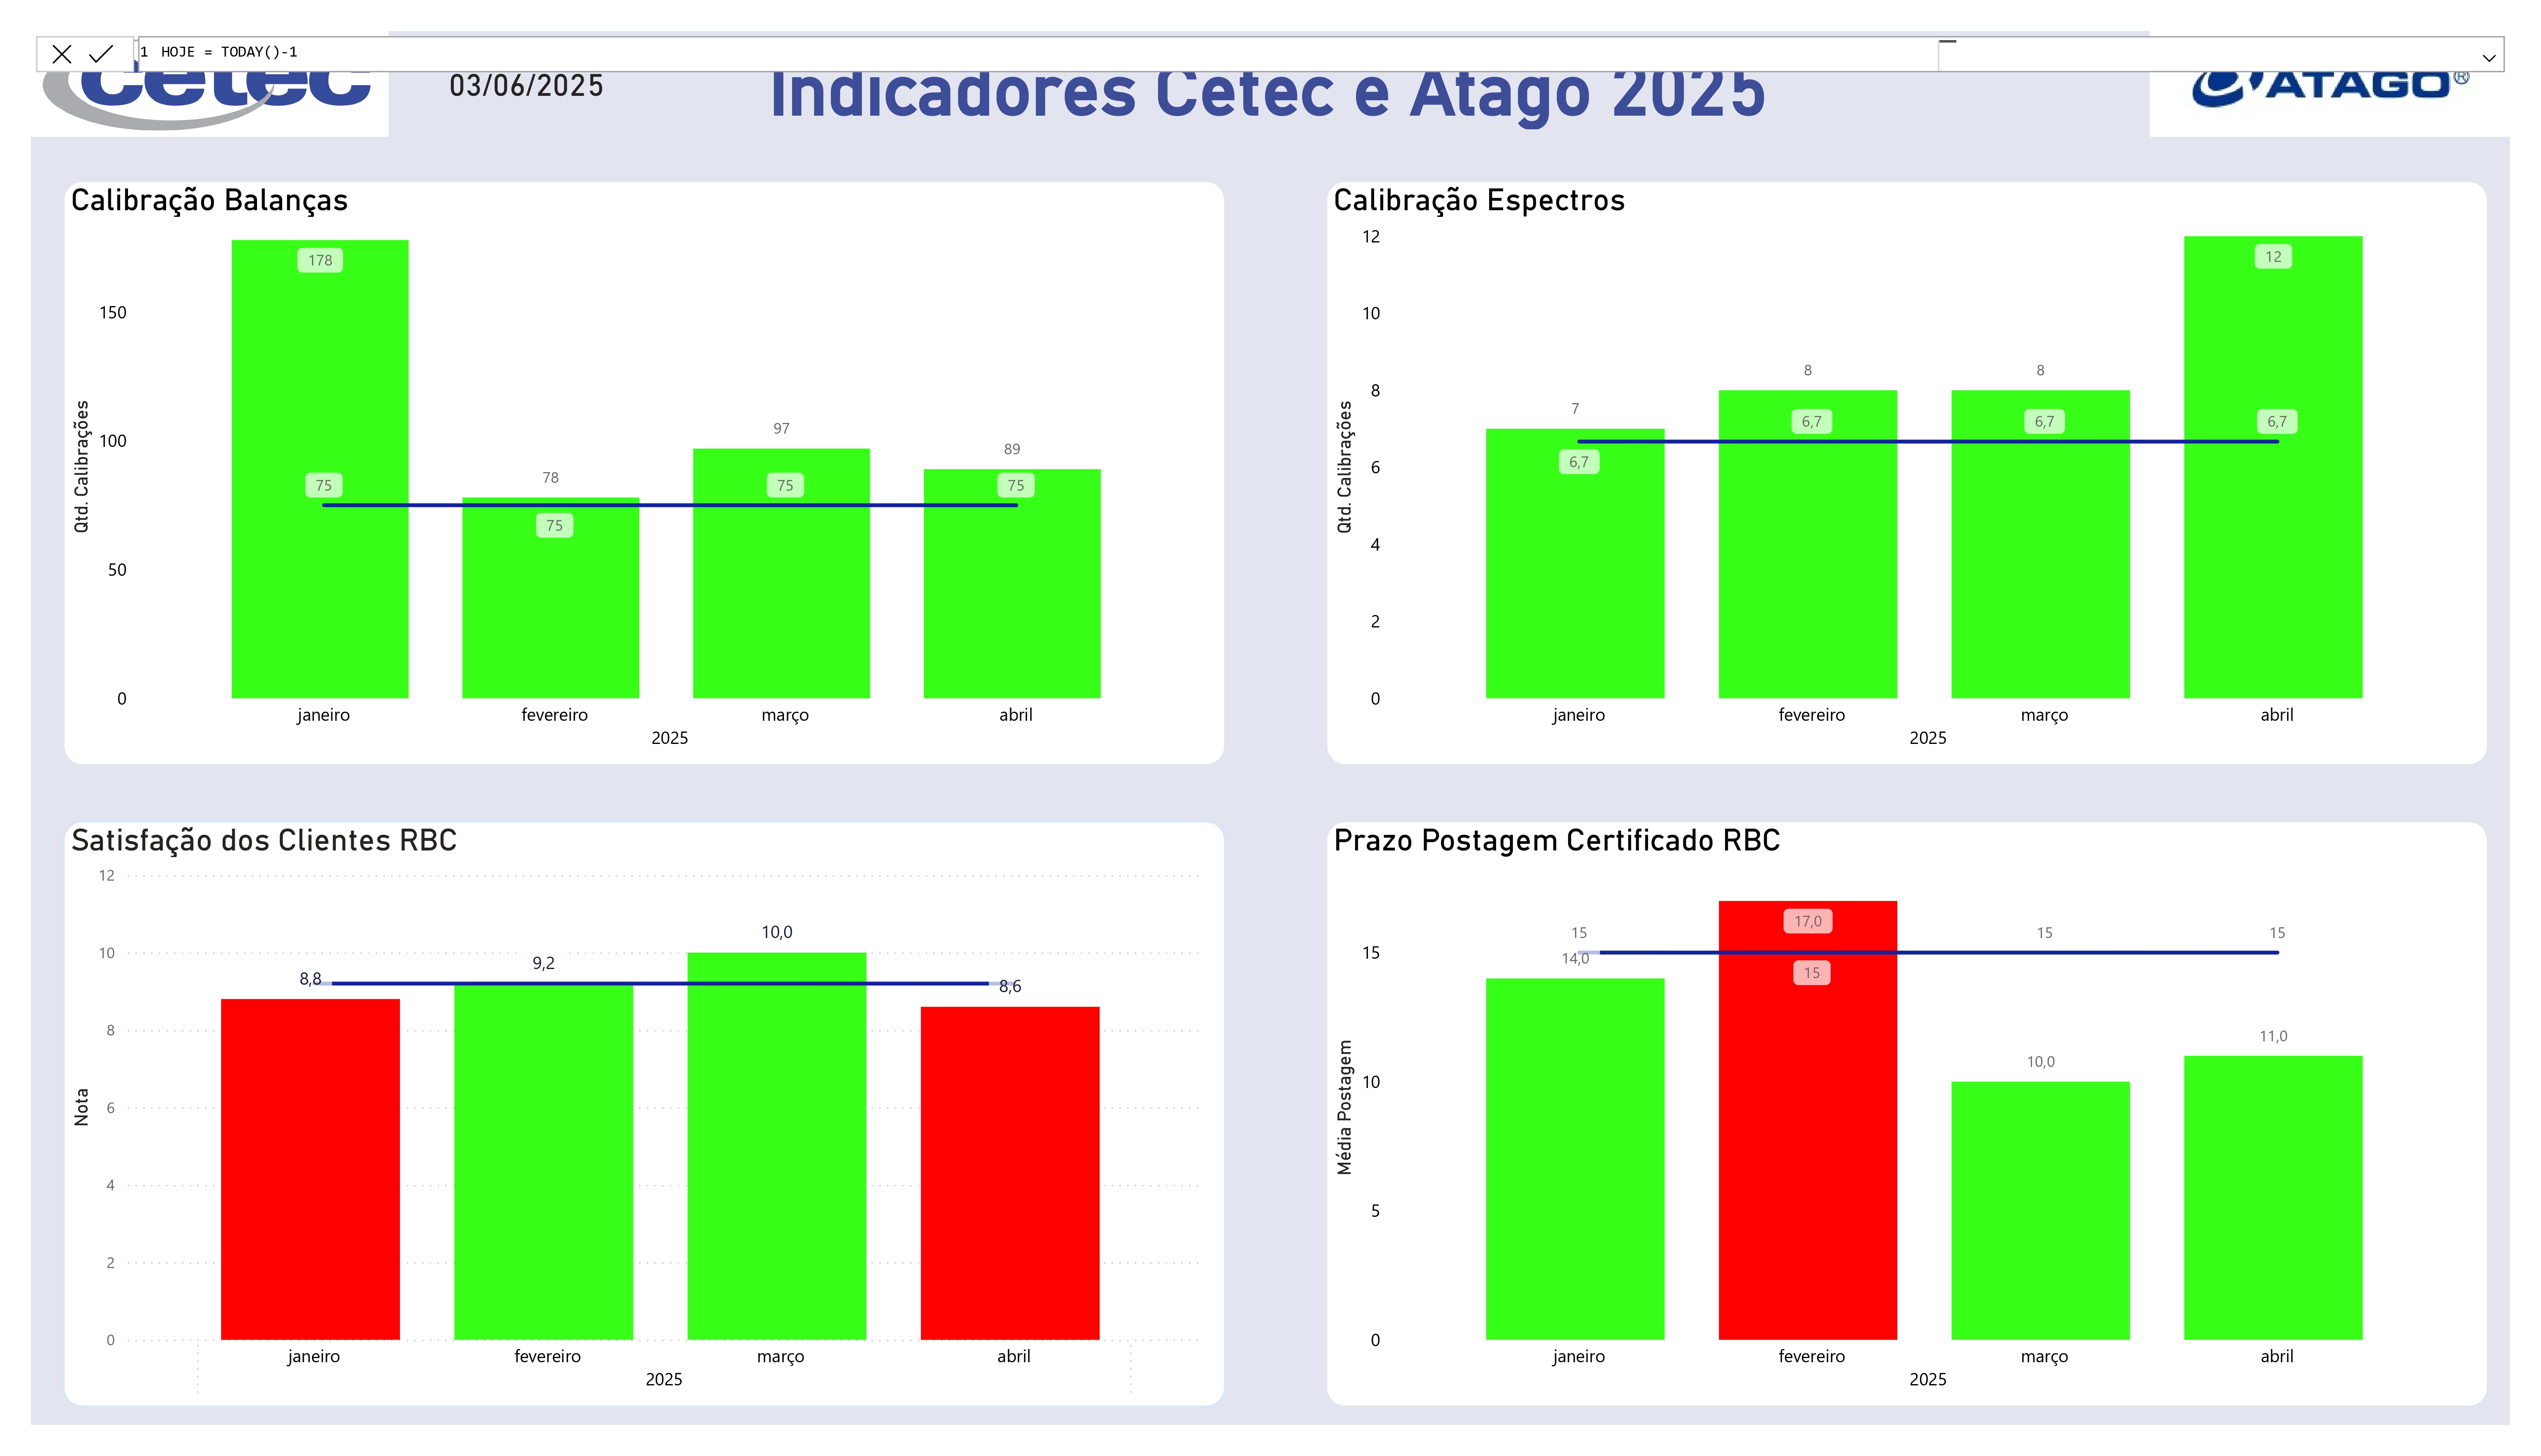 1 HOJE = TODAY()-1
cetec
03/06/2025
Indicadores Cetec e Atago 2025
ATAGO®
Calibração Balanças
Qtd. Calibrações
150
100
50
0
178
78
97
89
75
75
75
75
janeiro
fevereiro
março
abril
2025
Calibração Espectros
Qtd. Calibrações
12
10
8
6
4
2
0
7
8
8
12
6,7
6,7
6,7
6,7
janeiro
fevereiro
março
abril
2025
Satisfação dos Clientes RBC
Nota
12
10
8
6
4
2
0
8,8
9,2
10,0
8,6
janeiro
fevereiro
março
abril
2025
Prazo Postagem Certificado RBC
Média Postagem
15
10
5
0
15
14,0
17,0
15
15
10,0
15
11,0
janeiro
fevereiro
março
abril
2025